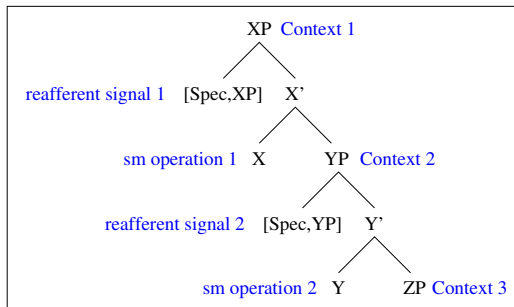 XP Context 1
reafferent signal 1 [Spec,XP] X'
sm operation 1 X YP Context 2
reafferent signal 2 [Spec,YP] Y'
sm operation 2 Y ZP Context 3